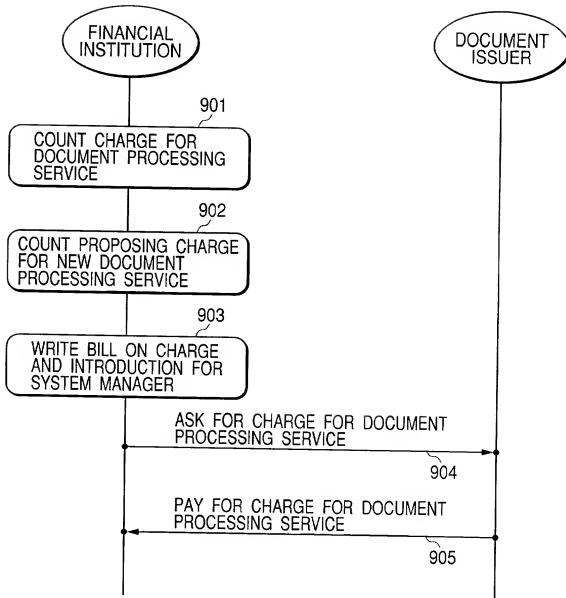 FINANCIAL
INSTITUTION
DOCUMENT
ISSUER
901
COUNT CHARGE FOR
DOCUMENT PROCESSING
SERVICE
902
COUNT PROPOSING CHARGE
FOR NEW DOCUMENT
PROCESSING SERVICE
903
WRITE BILL ON CHARGE
AND INTRODUCTION FOR
SYSTEM MANAGER
ASK FOR CHARGE FOR DOCUMENT
PROCESSING SERVICE
904
PAY FOR CHARGE FOR DOCUMENT
PROCESSING SERVICE
905